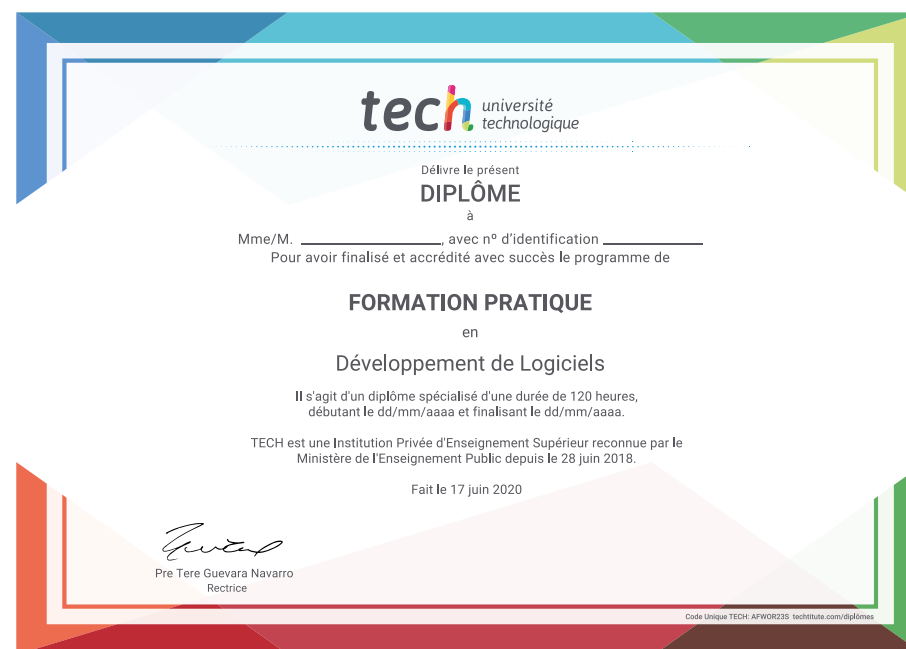 tech université
technologique
Délivre le présent
DIPLÔME
à
Mme/M. , avec nº d'identification
Pour avoir finalisé et accrédité avec succès le programme de
FORMATION PRATIQUE
en
Développement de Logiciels
Il s'agit d'un diplôme spécialisé d'une durée de 120 heures,
débutant le dd/mm/aaaa et finalisant le dd/mm/aaaa.
TECH est une Institution Privée d'Enseignement Supérieur reconnue par le
Ministère de l'Enseignement Public depuis le 28 juin 2018.
Fait le 17 juin 2020
Pre Tere Guevara Navarro
Rectrice
Code Unique TECH: AFWOR23S techtitute.com/diplômes